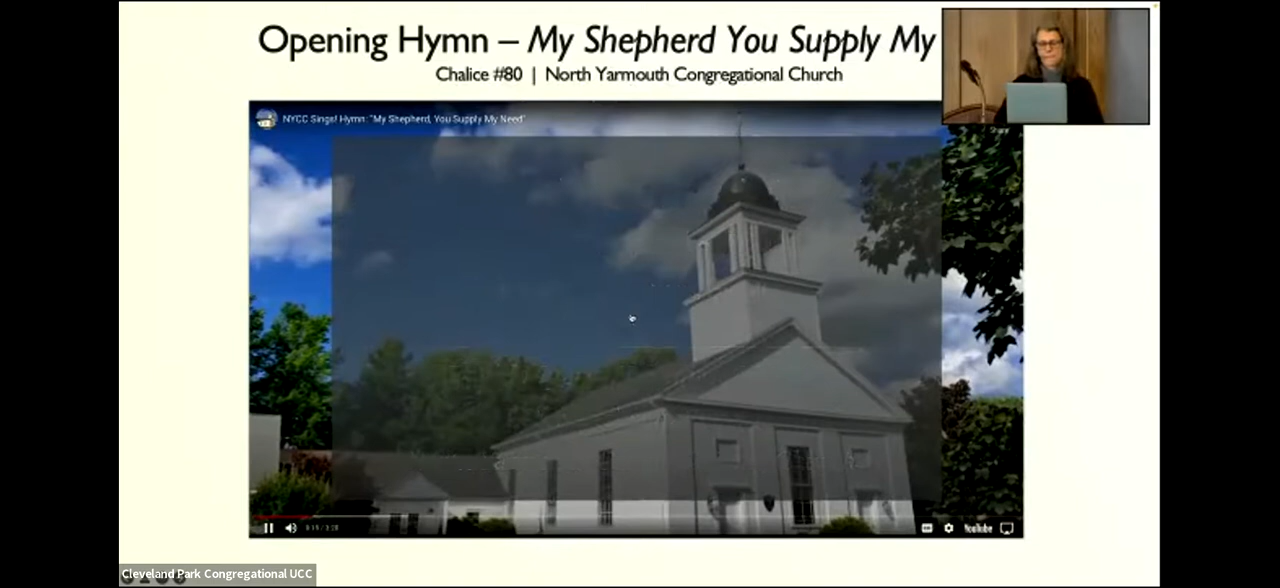 Opening Hymn – My Shepherd You Supply My
Chalice #80 | North Yarmouth Congregational Church
NYCC Sings! Hymn: "My Shepherd, You Supply My Need"
YouTube
Cleveland Park Congregational UCC